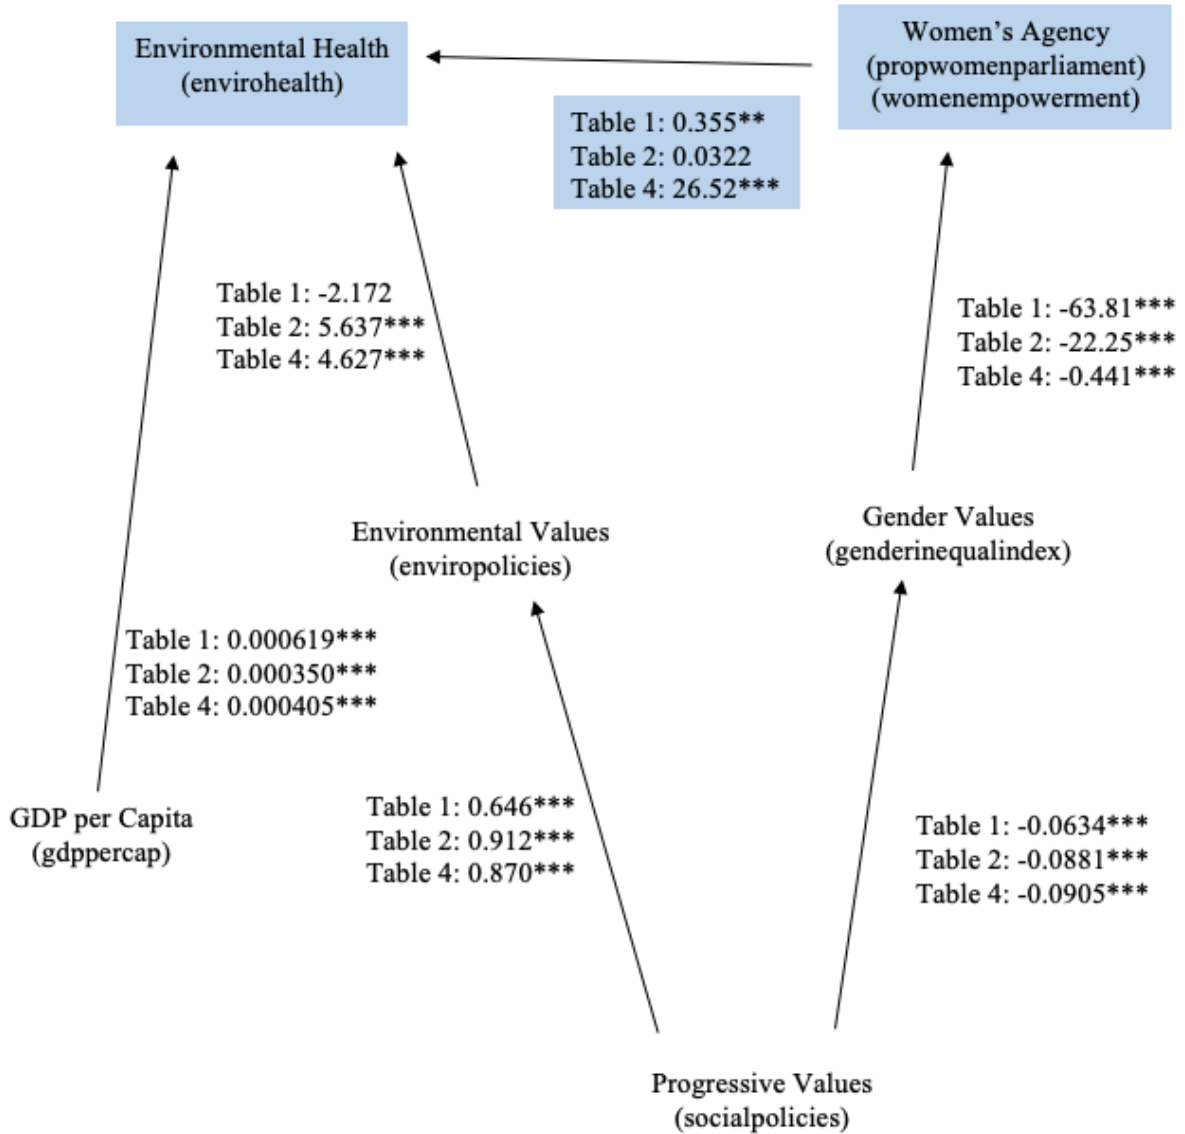 Environmental Health
(envirohealth)
Women’s Agency
(propwomenparliament)
(womenempowerment)
Table 1: 0.355**
Table 2: 0.0322
Table 4: 26.52***
Table 1: -2.172
Table 2: 5.637***
Table 4: 4.627***
Table 1: -63.81***
Table 2: -22.25***
Table 4: -0.441***
Environmental Values
(enviropolicies)
Gender Values
(genderinequalindex)
Table 1: 0.000619***
Table 2: 0.000350***
Table 4: 0.000405***
GDP per Capita
(gdppercap)
Table 1: 0.646***
Table 2: 0.912***
Table 4: 0.870***
Table 1: -0.0634***
Table 2: -0.0881***
Table 4: -0.0905***
Progressive Values
(socialpolicies)